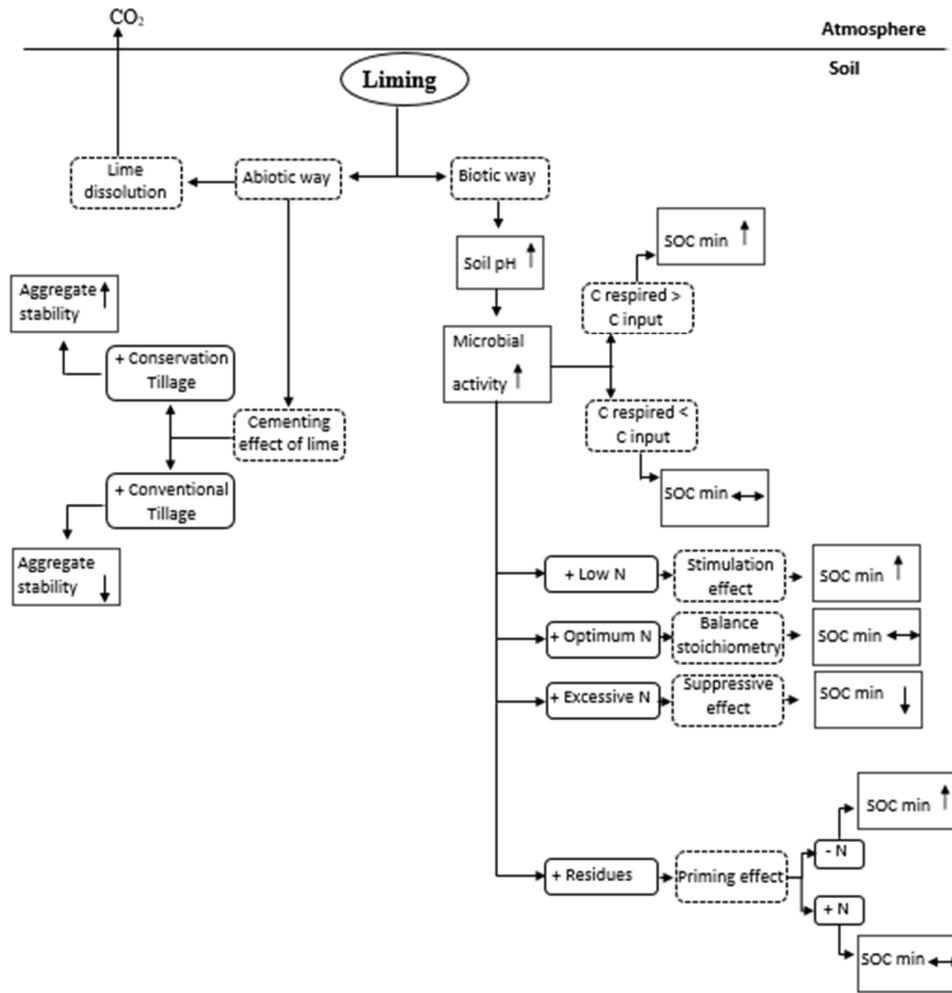 CO₂
Atmosphere
Soil
Liming
Lime
dissolution
Abiotic way
Biotic way
SOC min
Soil pH
Aggregate
stability
C respired >
C input
Microbial
activity
+ Conservation
Tillage
Cementing
effect of lime
C respired <
C input
+ Conventional
Tillage
SOC min
Aggregate
stability
+ Low N
Stimulation
effect
SOC min
+ Optimum N
Balance
stoichiometry
SOC min
+ Excessive N
Suppressive
effect
SOC min
SOC min
- N
+ Residues
Priming effect
+ N
SOC min